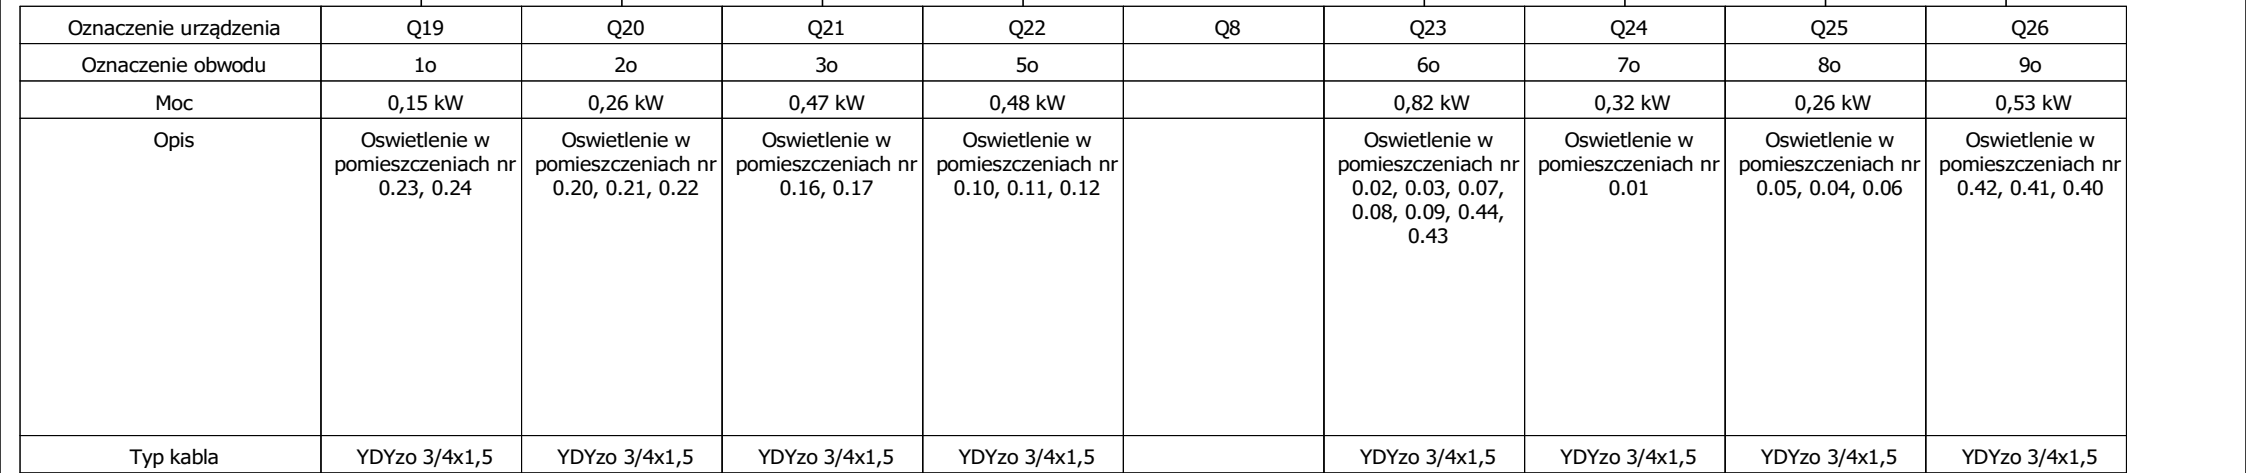 Oznaczenie urządzenia Q19 Q20 Q21 Q22 Q8 Q23 Q24 Q25 Q26
Oznaczenie obwodu 1o 2o 3o 5o 6o 7o 8o 9o
Moc 0,15 kW 0,26 kW 0,47 kW 0,48 kW 0,82 kW 0,32 kW 0,26 kW 0,53 kW
Opis Oswietlenie w Oswietlenie w Oswietlenie w Oswietlenie w Oswietlenie w Oswietlenie w Oswietlenie w Oswietlenie w
pomieszczeniach nr pomieszczeniach nr pomieszczeniach nr pomieszczeniach nr pomieszczeniach nr pomieszczeniach nr pomieszczeniach nr pomieszczeniach nr
0.23, 0.24 0.20, 0.21, 0.22 0.16, 0.17 0.10, 0.11, 0.12 0.02, 0.03, 0.07, 0.01 0.05, 0.04, 0.06 0.42, 0.41, 0.40
0.08, 0.09, 0.44,
0.43
Typ kabla YDYzo 3/4x1,5 YDYzo 3/4x1,5 YDYzo 3/4x1,5 YDYzo 3/4x1,5 YDYzo 3/4x1,5 YDYzo 3/4x1,5 YDYzo 3/4x1,5 YDYzo 3/4x1,5